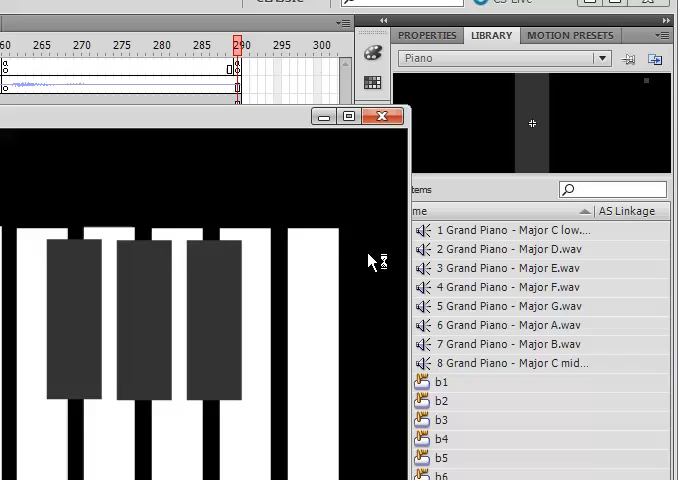 CLASSIC
CS Live
60 265 270 275 280 285 290 295 300
PROPERTIES LIBRARY MOTION PRESETS
Piano
tems
me AS Linkage
1 Grand Piano - Major C low....
2 Grand Piano - Major D.wav
3 Grand Piano - Major E.wav
4 Grand Piano - Major F.wav
5 Grand Piano - Major G.wav
6 Grand Piano - Major A.wav
7 Grand Piano - Major B.wav
8 Grand Piano - Major C mid...
b1
b2
b3
b4
b5
b6